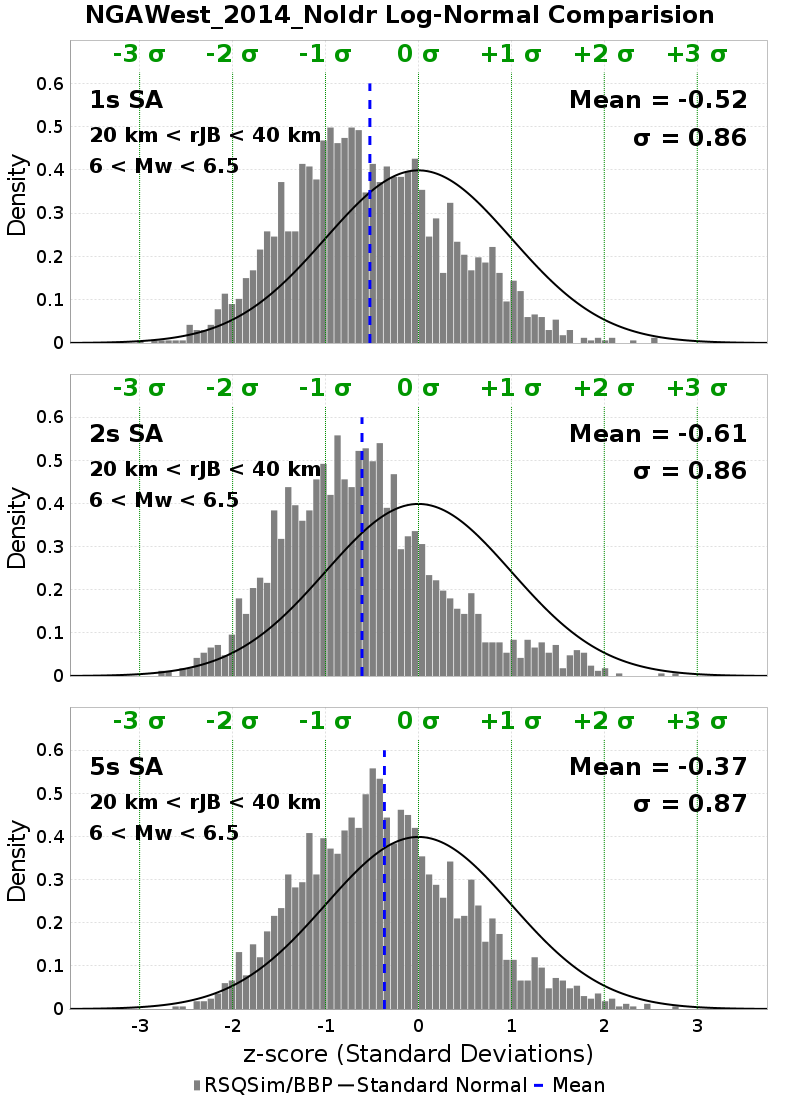 NGAWest_2014_NoIdr Log-Normal Comparision
-3 σ -2 σ -1 σ 0 σ +1 σ +2 σ +3 σ
1s SA
Mean = -0.52
20 km < rJB < 40 km
σ = 0.86
6 < Mw < 6.5
0.6
0.5
0.4
0.3
0.2
0.1
0
Density
-3 σ -2 σ -1 σ 0 σ +1 σ +2 σ +3 σ
2s SA
Mean = -0.61
20 km < rJB < 40 km
σ = 0.86
6 < Mw < 6.5
0.6
0.5
0.4
0.3
0.2
0.1
0
Density
-3 σ -2 σ -1 σ 0 σ +1 σ +2 σ +3 σ
5s SA
Mean = -0.37
20 km < rJB < 40 km
σ = 0.87
6 < Mw < 6.5
0.6
0.5
0.4
0.3
0.2
0.1
0
Density
-3 -2 -1 0 1 2 3
z-score (Standard Deviations)
RSQSim/BBP Standard Normal Mean